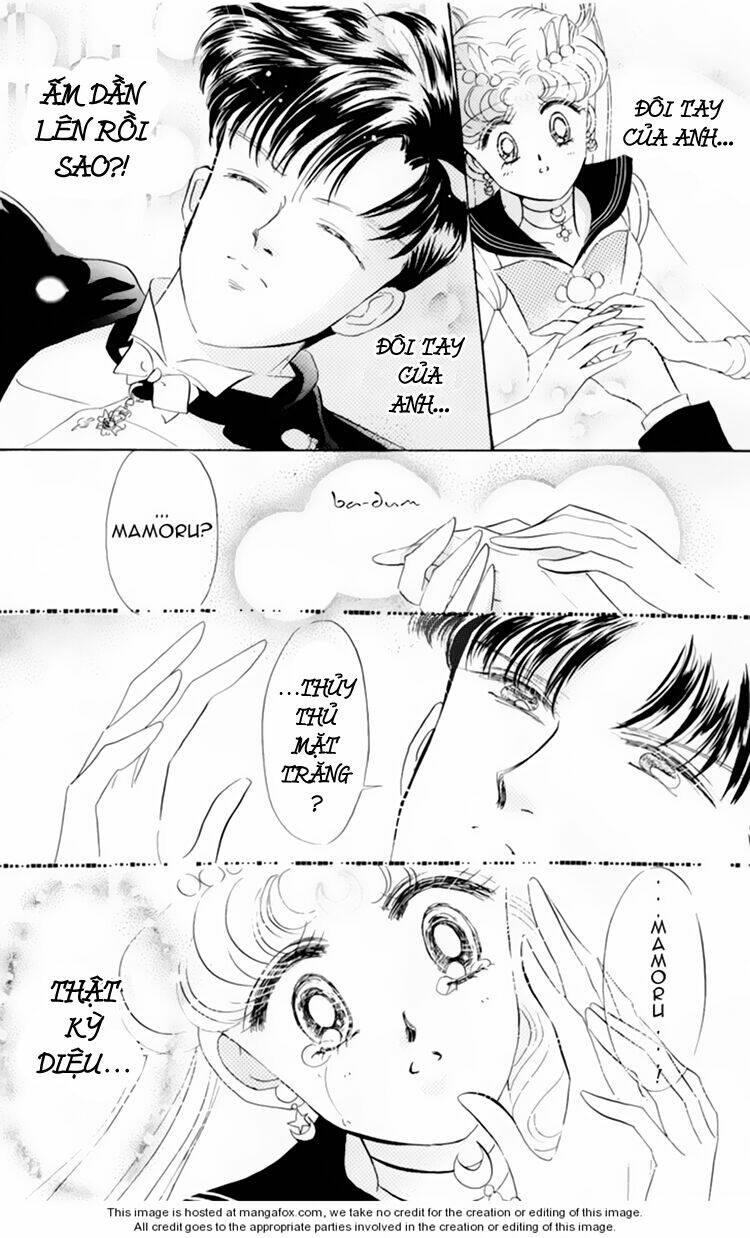 ẤM DẦN
LÊN RỒI
SAO?!
ĐÔI TAY
CỦA ANH...
ĐÔI TAY
CỦA
ANH...
...
MAMORU?
ba-dum
...THỦY
THỦ
MẶT
TRĂNG
?
...MAMORU...!
THẬT
KỲ
DIỆU...
This image is hosted at mangafox.com, we take no credit for the creation or editing of this image.
All credit goes to the appropriate parties involved in the creation or editing of this image.